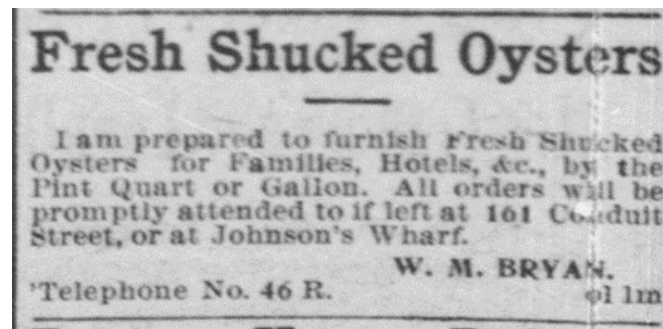 Fresh Shucked Oysters
I am prepared to furnish Fresh Shucked
Oysters for Families, Hotels, &c., by the
Pint Quart or Gallon. All orders will be
promptly attended to if left at 161 Conduit
Street, or at Johnson's Wharf.
W. M. BRYAN.
'Telephone No. 46 R. o1 1m